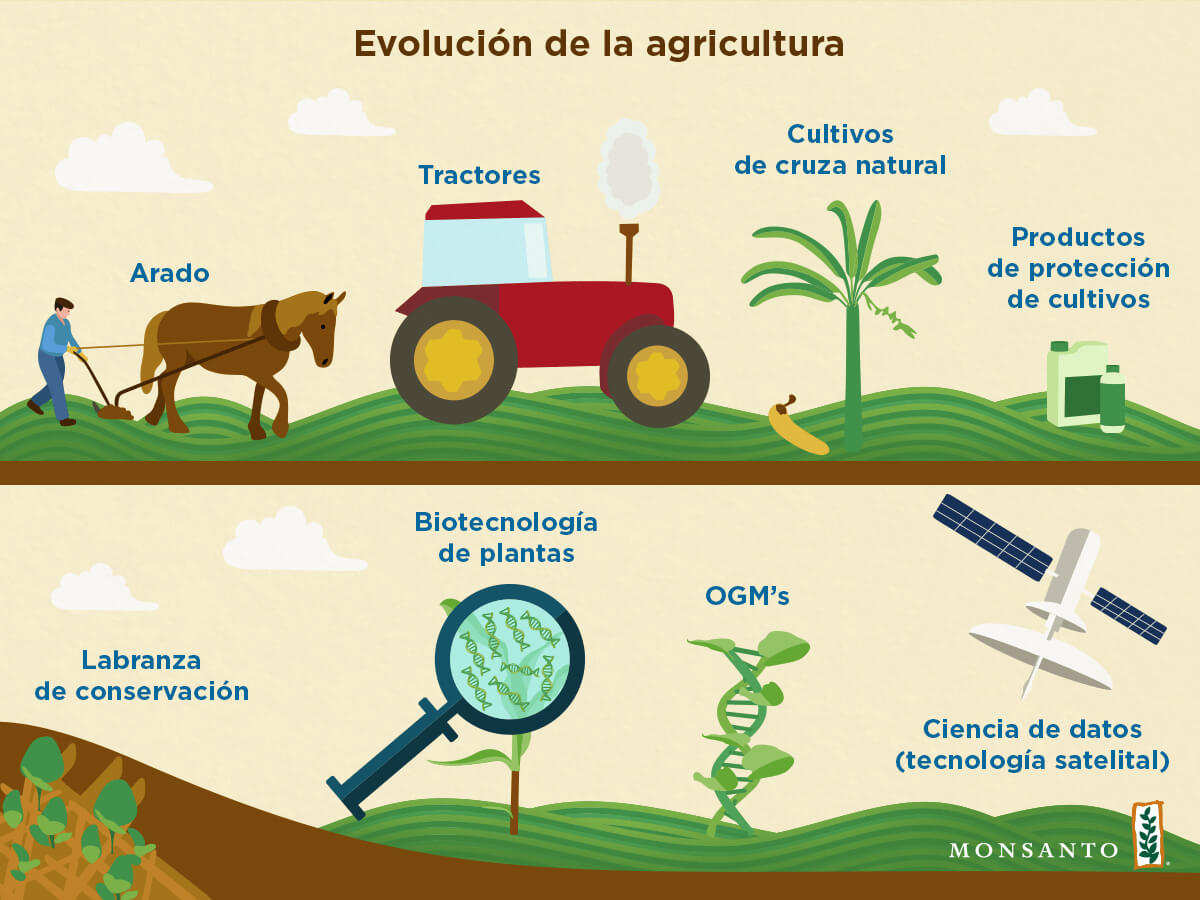 Evolución de la agricultura
Arado
Tractores
Cultivos
de cruza natural
Productos
de protección
de cultivos
Labranza
de conservación
Biotecnología
de plantas
OGM’s
Ciencia de datos
(tecnología satelital)
MONSANTO